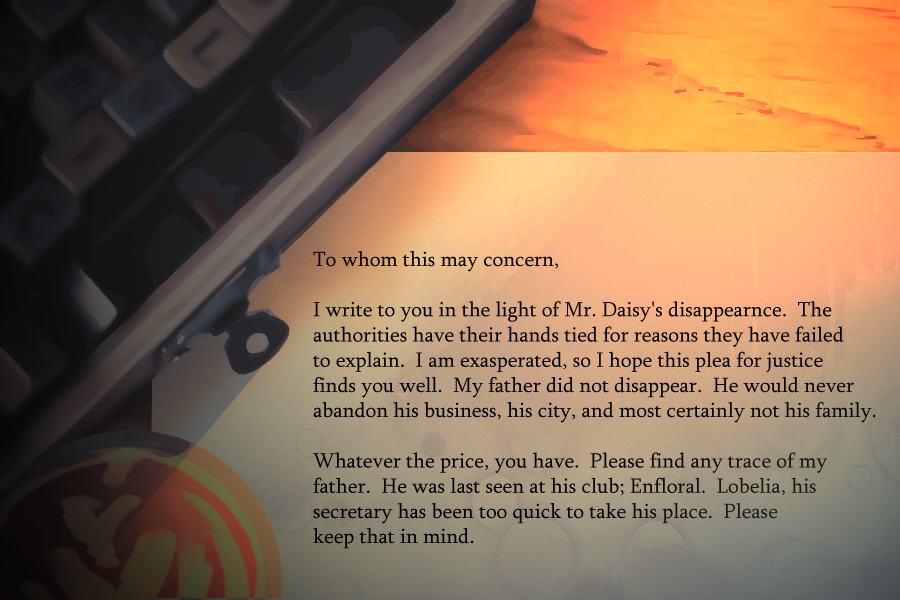 To whom this may concern,
I write to you in the light of Mr. Daisy's disappearnce.  The
authorities have their hands tied for reasons they have failed
to explain.  I am exasperated, so I hope this plea for justice
finds you well.  My father did not disappear.  He would never
abandon his business, his city, and most certainly not his family.
Whatever the price, you have.  Please find any trace of my
father.  He was last seen at his club; Enfloral.  Lobelia, his
secretary has been too quick to take his place.  Please
keep that in mind.